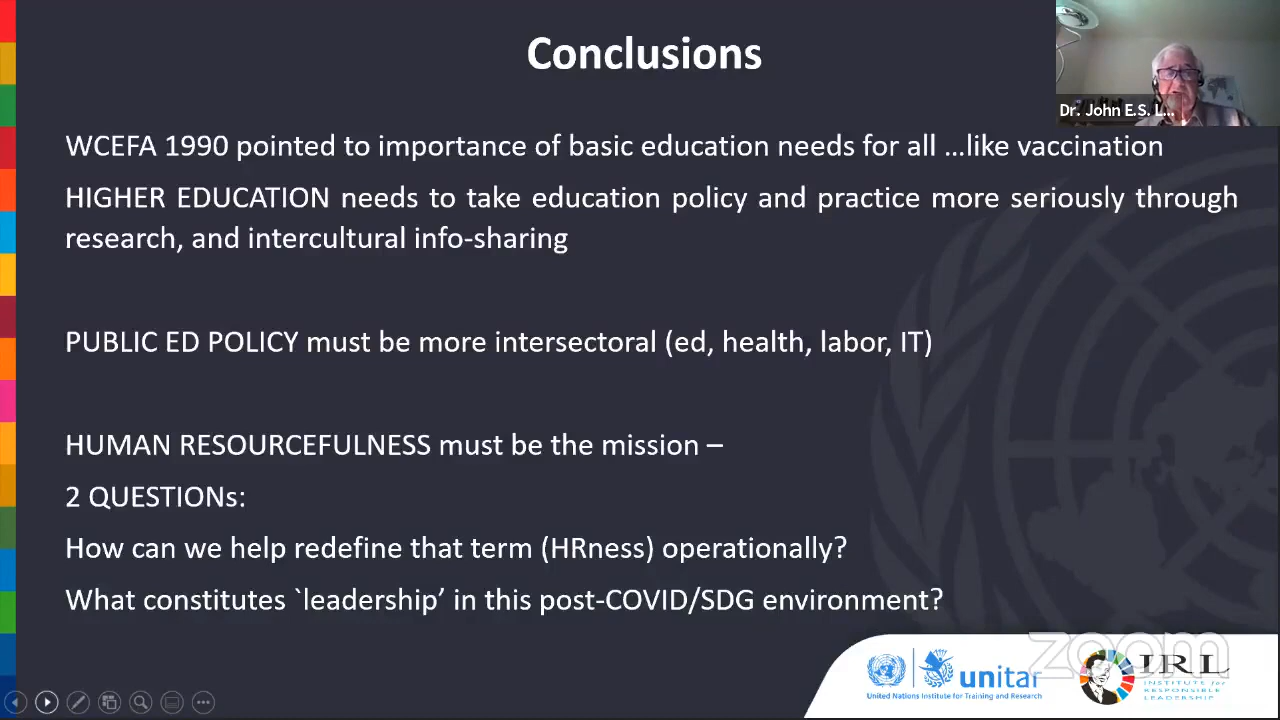 Conclusions
Dr. John E.S. L...
WCEFA 1990 pointed to importance of basic education needs for all ...like vaccination
HIGHER EDUCATION needs to take education policy and practice more seriously through
research, and intercultural info-sharing
PUBLIC ED POLICY must be more intersectoral (ed, health, labor, IT)
HUMAN RESOURCEFULNESS must be the mission –
2 QUESTIONs:
How can we help redefine that term (HRness) operationally?
What constitutes `leadership’ in this post-COVID/SDG environment?
zoom
unitar
United Nations Institute for Training and Research
IRL
INSTITUTE for
RESPONSIBLE
LEADERSHIP